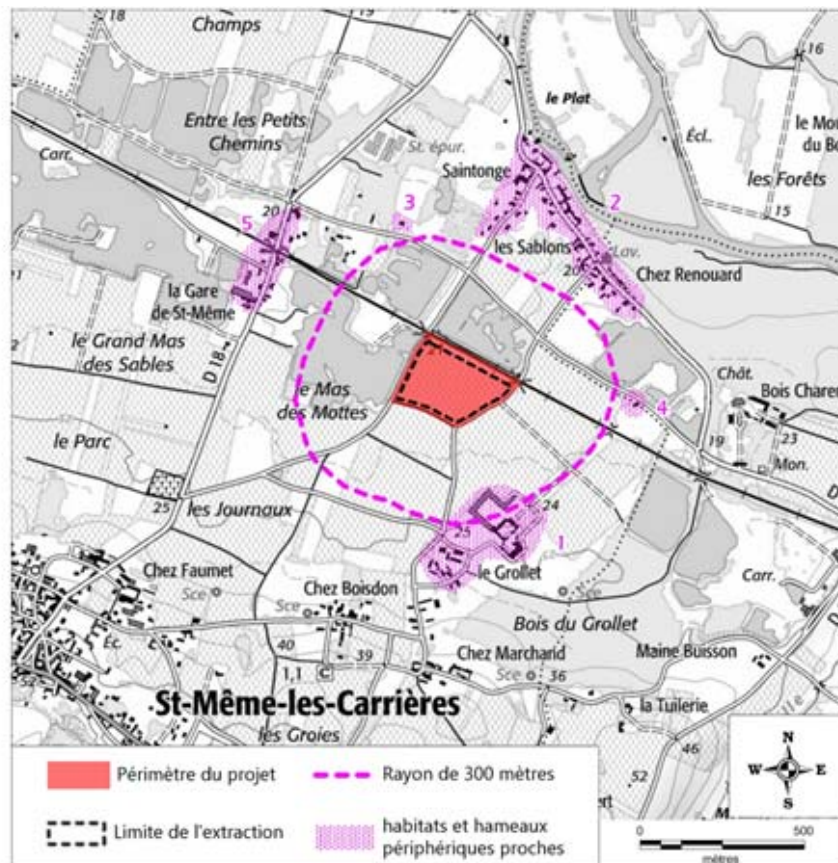 18
Champs
19
16
le Plat
Entre les Petits
Chemins
St. épur.
Écl.
le Mon
du Bo
Carr.
Saintonge
les Forêts
3
2
15
20
5
les Sablons
Lav.
20
Chez Renouard
la Gare
de St-Même
le Grand Mas
des Sables
21
D 18
le Mas
des Mottes
Chât.
Bois Charen
4
23
19
Mon.
le Parc
24
25
les Journaux
25
1
le Grollet
Chez Faumet
Sce
Chez Boisdon
Sce
Carr.
Bois du Grollet
Éc.
40
39
Chez Marchand
Maine Buisson
1,1
C
Sce
36
St-Même-les-Carrières
la Tuilerie
les Groies
46
52
N
W
E
S
Périmètre du projet
Rayon de 300 mètres
Limite de l'extraction
habitats et hameaux
périphériques proches
0
500
mètres